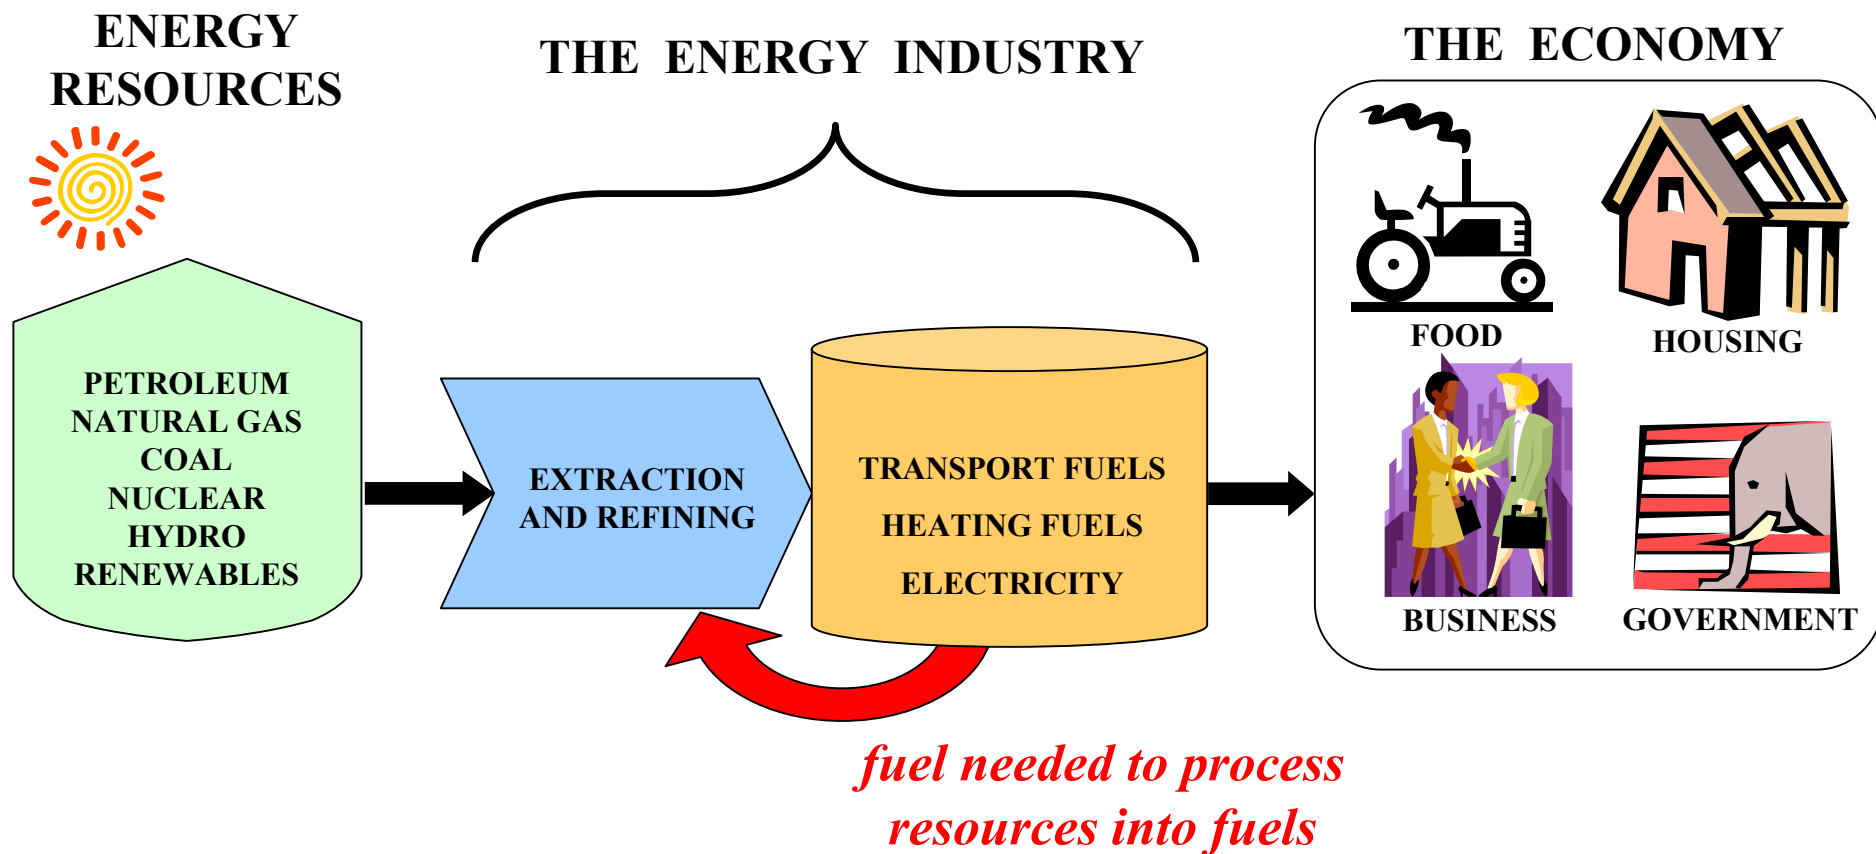 ENERGY
RESOURCES
THE ENERGY INDUSTRY
THE ECONOMY
PETROLEUM
NATURAL GAS
COAL
NUCLEAR
HYDRO
RENEWABLES
EXTRACTION
AND REFINING
TRANSPORT FUELS
HEATING FUELS
ELECTRICITY
FOOD
HOUSING
BUSINESS
GOVERNMENT
fuel needed to process
resources into fuels